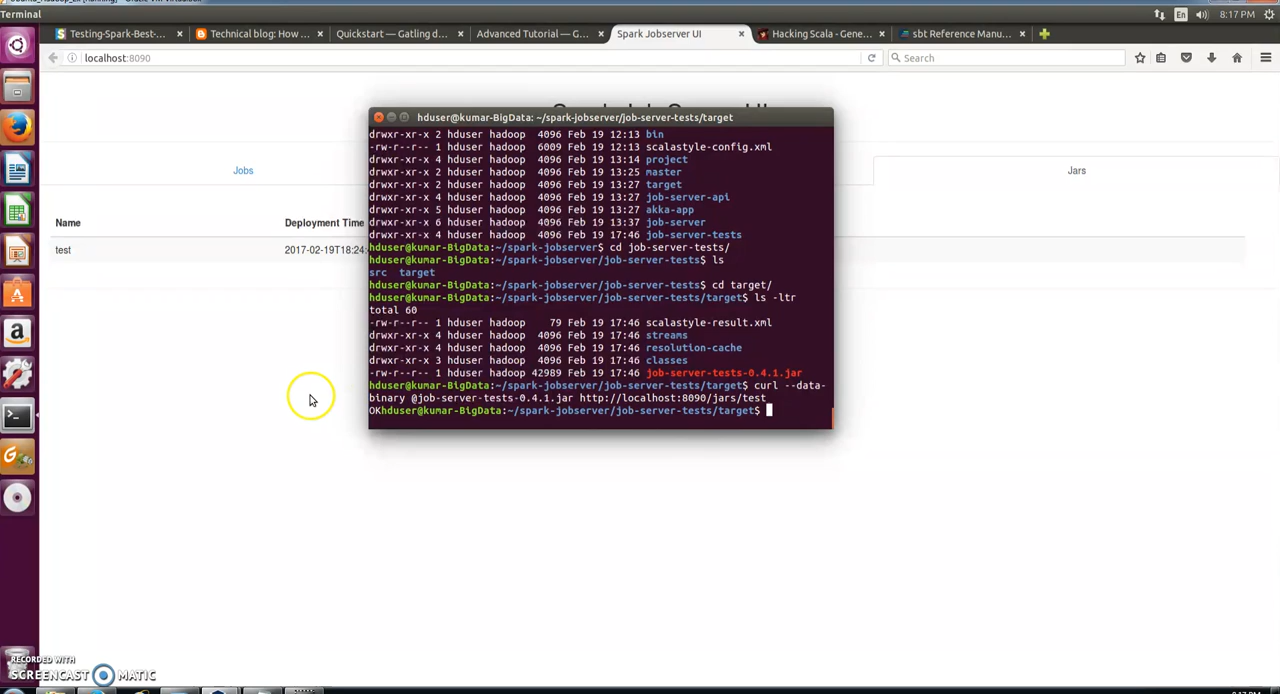 Terminal
En
8:17 PM
Testing-Spark-Best-...
Technical blog: How ...
Quickstart — Gatling d...
Advanced Tutorial — G...
Spark Jobserver UI
Hacking Scala - Gene...
sbt Reference Manu...
localhost:8090
Search
Jobs
Jars
Name
Deployment Time
test
2017-02-19T18:24:
hduser@kumar-BigData: ~/spark-jobserver/job-server-tests/target
drwxr-xr-x 2 hduser hadoop 4096 Feb 19 12:13 bin
-rw-r--r-- 1 hduser hadoop 6009 Feb 19 12:13 scalastyle-config.xml
drwxr-xr-x 4 hduser hadoop 4096 Feb 19 13:14 project
drwxr-xr-x 2 hduser hadoop 4096 Feb 19 13:25 master
drwxr-xr-x 2 hduser hadoop 4096 Feb 19 13:27 target
drwxr-xr-x 4 hduser hadoop 4096 Feb 19 13:27 job-server-api
drwxr-xr-x 5 hduser hadoop 4096 Feb 19 13:27 akka-app
drwxr-xr-x 6 hduser hadoop 4096 Feb 19 13:37 job-server
drwxr-xr-x 4 hduser hadoop 4096 Feb 19 17:46 job-server-tests
hduser@kumar-BigData:~/spark-jobserver$ cd job-server-tests/
hduser@kumar-BigData:~/spark-jobserver/job-server-tests$ ls
src target
hduser@kumar-BigData:~/spark-jobserver/job-server-tests$ cd target/
hduser@kumar-BigData:~/spark-jobserver/job-server-tests/target$ ls -ltr
total 60
-rw-r--r-- 1 hduser hadoop 79 Feb 19 17:46 scalastyle-result.xml
drwxr-xr-x 4 hduser hadoop 4096 Feb 19 17:46 streams
drwxr-xr-x 4 hduser hadoop 4096 Feb 19 17:46 resolution-cache
drwxr-xr-x 3 hduser hadoop 4096 Feb 19 17:46 classes
-rw-r--r-- 1 hduser hadoop 42989 Feb 19 17:46 job-server-tests-0.4.1.jar
hduser@kumar-BigData:~/spark-jobserver/job-server-tests/target$ curl --data-
binary @job-server-tests-0.4.1.jar http://localhost:8090/jars/test
OKhduser@kumar-BigData:~/spark-jobserver/job-server-tests/target$
RECORDED WITH
SCREENCAST MATIC